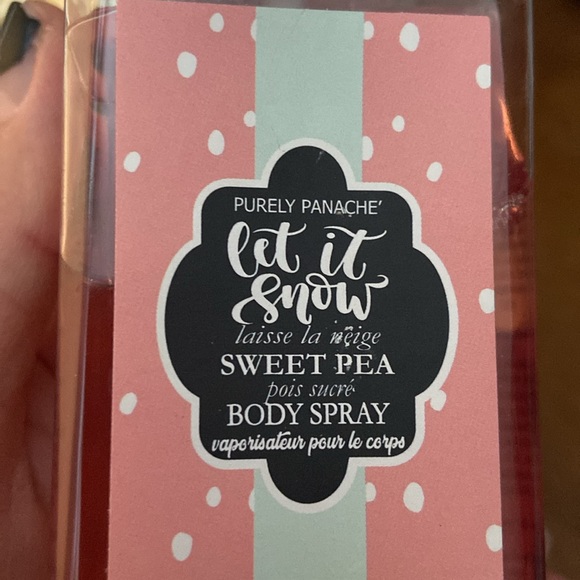 PURELY PANACHE'
let it
snow
laisse la neige
SWEET PEA
pois sucré
BODY SPRAY
vaporisateur pour le corps